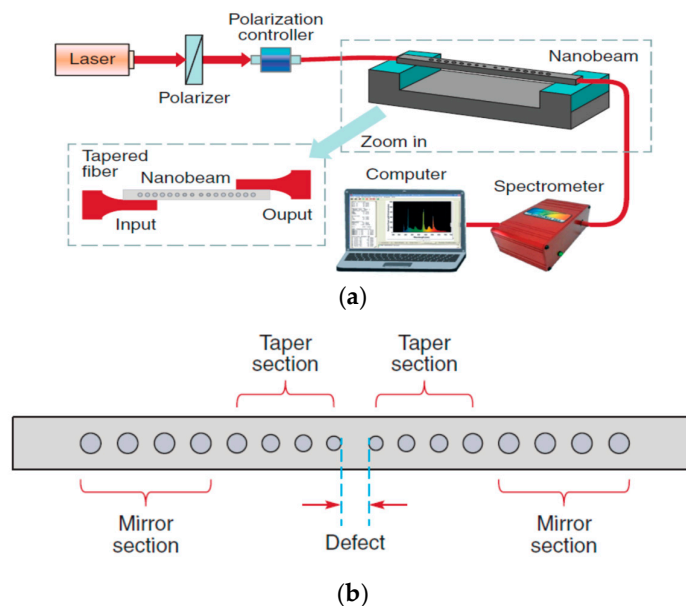 Polarization
controller
Laser
Nanobeam
Polarizer
Zoom in
Tapered
fiber
Nanobeam
Computer
Spectrometer
Input
Ouput
(a)
Taper
section
Taper
section
Mirror
section
Defect
Mirror
section
(b)